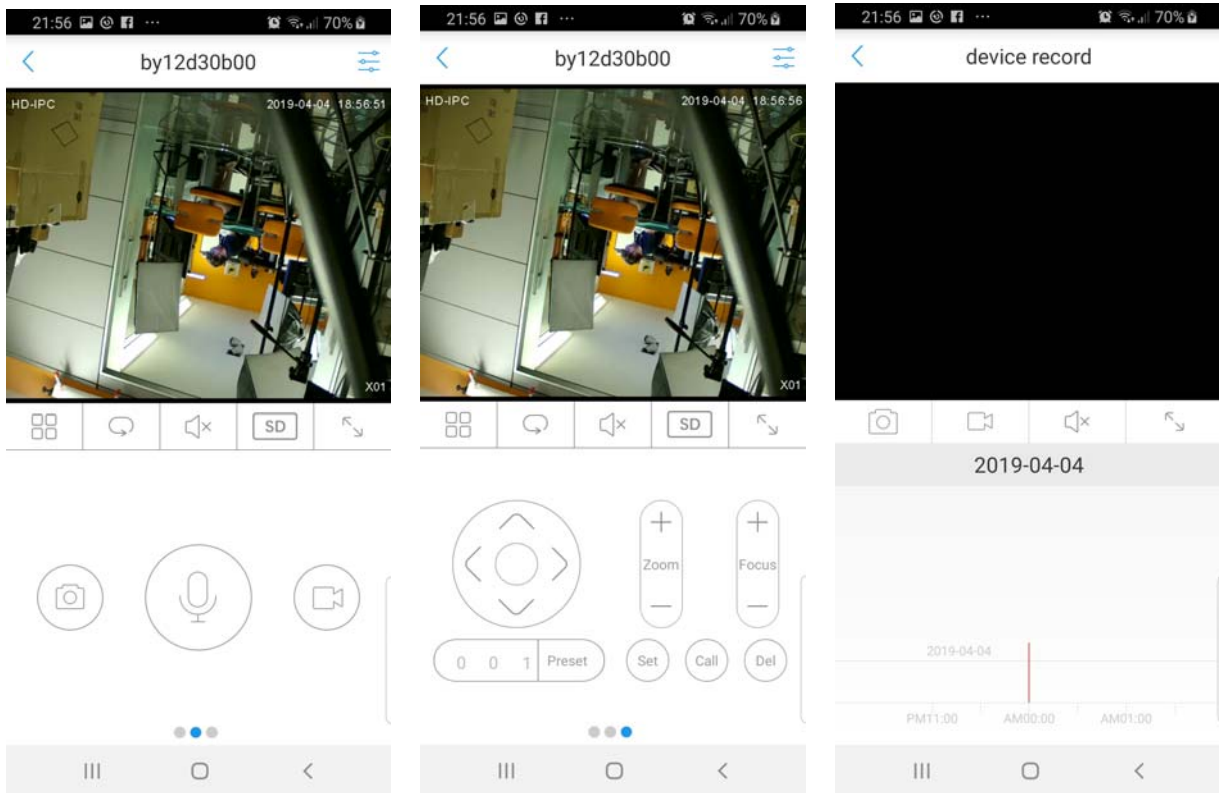 21:56 70%
by12d30b00
HD-IPC 2019-04-04 18:56:51
X01
SD
21:56 70%
by12d30b00
HD-IPC 2019-04-04 18:56:56
X01
SD
Zoom Focus
0 0 1 Preset Set Call Del
21:56 70%
device record
2019-04-04
2019-04-04
PM11:00 AM00:00 AM01:00